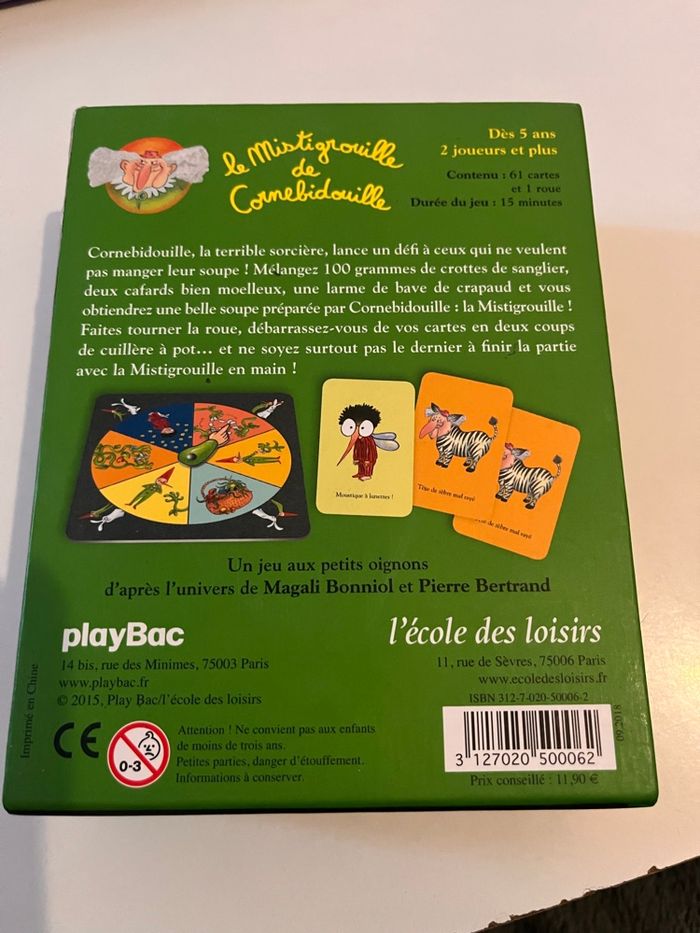 le Mistigrouille
de
Cornebidouille
Dès 5 ans
2 joueurs et plus
Contenu : 61 cartes
et 1 roue
Durée du jeu : 15 minutes
Cornebidouille, la terrible sorcière, lance un défi à ceux qui ne veulent
pas manger leur soupe ! Mélangez 100 grammes de crottes de sanglier,
deux cafards bien moelleux, une larme de bave de crapaud et vous
obtiendrez une belle soupe préparée par Cornebidouille : la Mistigrouille !
Faites tourner la roue, débarrassez-vous de vos cartes en deux coups
de cuillère à pot... et ne soyez surtout pas le dernier à finir la partie
avec la Mistigrouille en main !
Moustique à lunettes !
Tête de zèbre mal rayé
Tête de zèbre mal rayé
Un jeu aux petits oignons
d'après l'univers de Magali Bonniol et Pierre Bertrand
playBac
14 bis, rue des Minimes, 75003 Paris
www.playbac.fr
© 2015, Play Bac/l'école des loisirs
l'école des loisirs
11, rue de Sèvres, 75006 Paris
www.ecoledesloisirs.fr
ISBN 312-7-020-50006-2
Imprimé en Chine
CE
0-3
Attention ! Ne convient pas aux enfants
de moins de trois ans.
Petites parties, danger d'étouffement.
Informations à conserver.
3 127020 500062
09.2018
Prix conseillé : 11,90 €